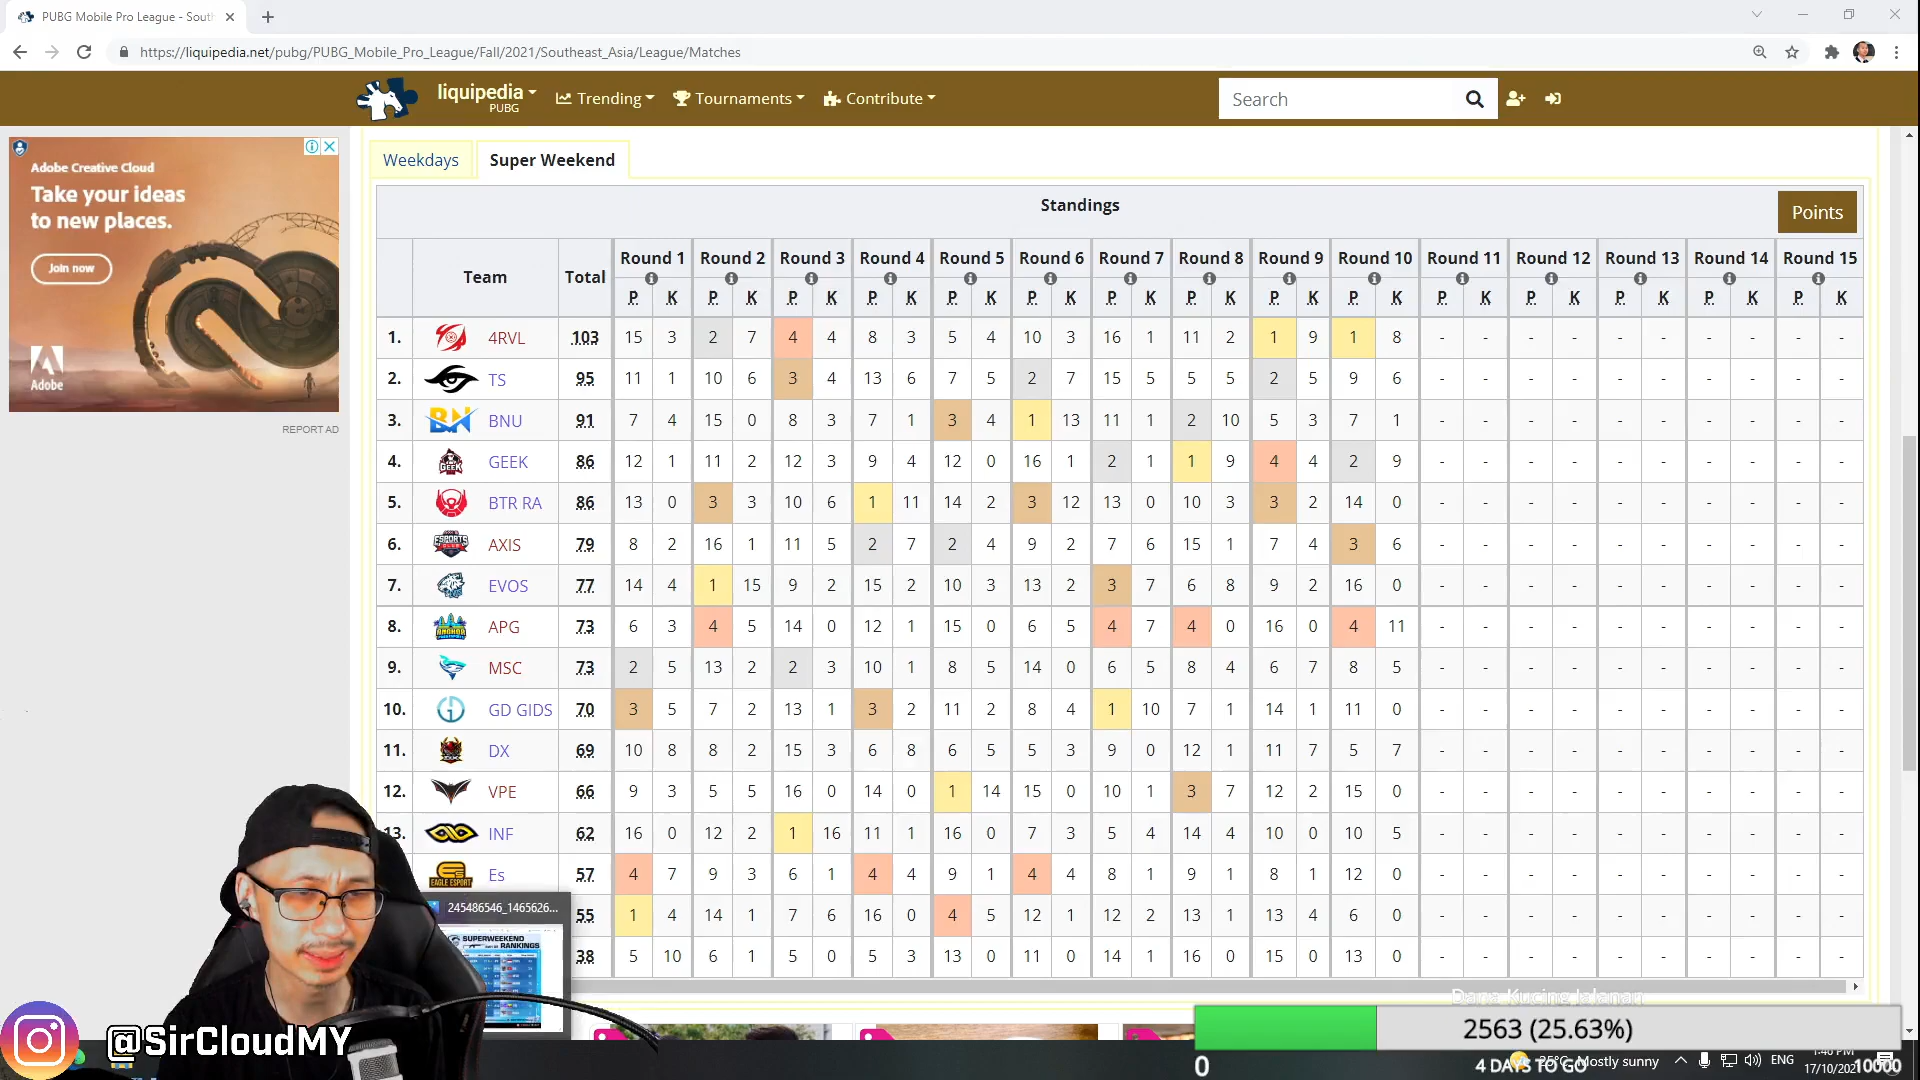 PUBG Mobile Pro League - Sout
https://liquipedia.net/pubg/PUBG_Mobile_Pro_League/Fall/2021/Southeast_Asia/League/Matches
liquipedia
PUBG
Trending
Tournaments
Contribute
Search
Adobe Creative Cloud
Take your ideas
to new places.
Join now
Adobe
REPORT AD
Weekdays
Super Weekend
Standings
Points
Team Total Round 1 Round 2 Round 3 Round 4 Round 5 Round 6 Round 7 Round 8 Round 9 Round 10 Round 11 Round 12 Round 13 Round 14 Round 15
P K P K P K P K P K P K P K P K P K P K P K P K P K P K P K
1. 4RVL 103 15 3 2 7 4 4 8 3 5 4 10 3 16 1 11 2 1 9 1 8 - - - - - - - - - -
2. TS 95 11 1 10 6 3 4 13 6 7 5 2 7 15 5 5 5 2 5 9 6 - - - - - - - - - -
3. BNU 91 7 4 15 0 8 3 7 1 3 4 1 13 11 1 2 10 5 3 7 1 - - - - - - - - - -
4. GEEK 86 12 1 11 2 12 3 9 4 12 0 16 1 2 1 1 9 4 4 2 9 - - - - - - - - - -
5. BTR RA 86 13 0 3 3 10 6 1 11 14 2 3 12 13 0 10 3 3 2 14 0 - - - - - - - - - -
6. AXIS 79 8 2 16 1 11 5 2 7 2 4 9 2 7 6 15 1 7 4 3 6 - - - - - - - - - -
7. EVOS 77 14 4 1 15 9 2 15 2 10 3 13 2 3 7 6 8 9 2 16 0 - - - - - - - - - -
8. APG 73 6 3 4 5 14 0 12 1 15 0 6 5 4 7 4 0 16 0 4 11 - - - - - - - - - -
9. MSC 73 2 5 13 2 2 3 10 1 8 5 14 0 6 5 8 4 6 7 8 5 - - - - - - - - - -
10. GD GIDS 70 3 5 7 2 13 1 3 2 11 2 8 4 1 10 7 1 14 1 11 0 - - - - - - - - - -
11. DX 69 10 8 8 2 15 3 6 8 6 5 5 3 9 0 12 1 11 7 5 7 - - - - - - - - - -
12. VPE 66 9 3 5 5 16 0 14 0 1 14 15 0 10 1 3 7 12 2 15 0 - - - - - - - - - -
13. INF 62 16 0 12 2 1 16 11 1 16 0 7 3 5 4 14 4 10 0 10 5 - - - - - - - - - -
EAGLE ESPORT Es 57 4 7 9 3 6 1 4 4 9 1 4 4 8 1 9 1 8 1 12 0 - - - - - - - - - -
55 1 4 14 1 7 6 16 0 4 5 12 1 12 2 13 1 13 4 6 0 - - - - - - - - - -
38 5 10 6 1 5 0 5 3 13 0 11 0 14 1 16 0 15 0 13 0 - - - - - - - - - -
245486546_1465626...
SUPERWEEKEND
RANKINGS
Dana Kucing Jalanan
2563 (25.63%)
0
4 DAYS TO GO
10000
25°C Mostly sunny
ENG
17/10/202
@SirCloudMY